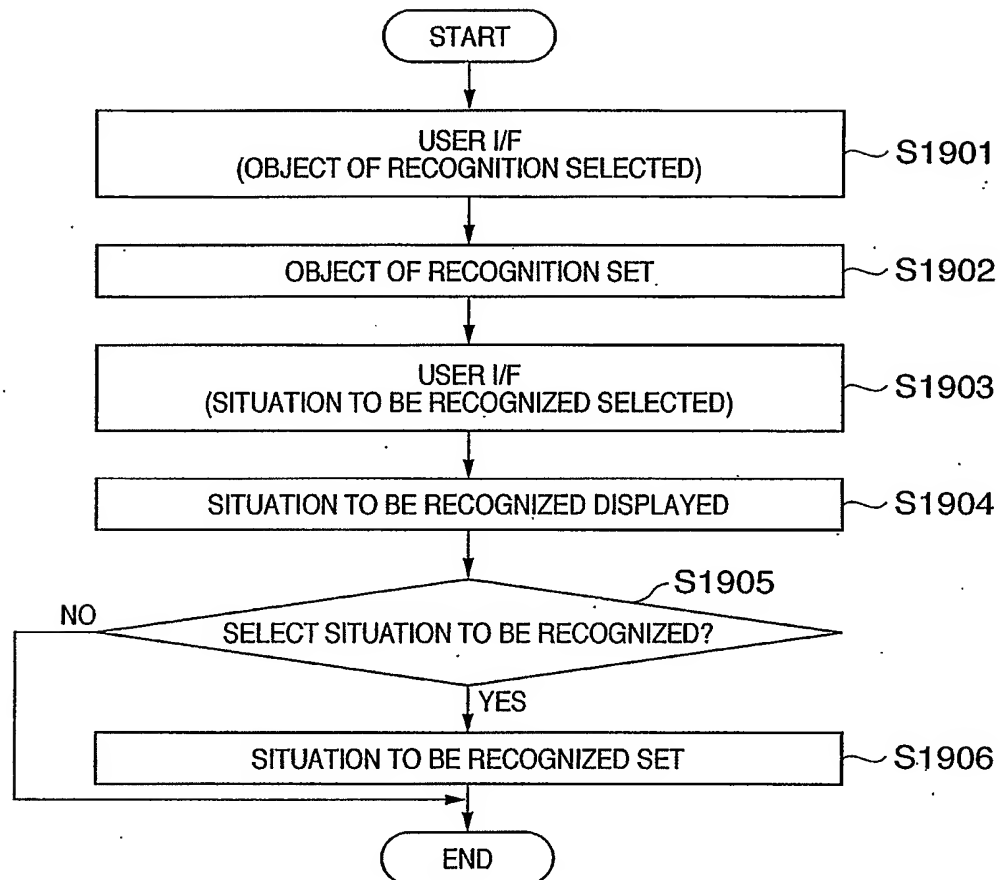 START
USER I/F
(OBJECT OF RECOGNITION SELECTED)
S1901
OBJECT OF RECOGNITION SET
S1902
USER I/F
(SITUATION TO BE RECOGNIZED SELECTED)
S1903
SITUATION TO BE RECOGNIZED DISPLAYED
S1904
S1905
NO
SELECT SITUATION TO BE RECOGNIZED?
YES
SITUATION TO BE RECOGNIZED SET
S1906
END